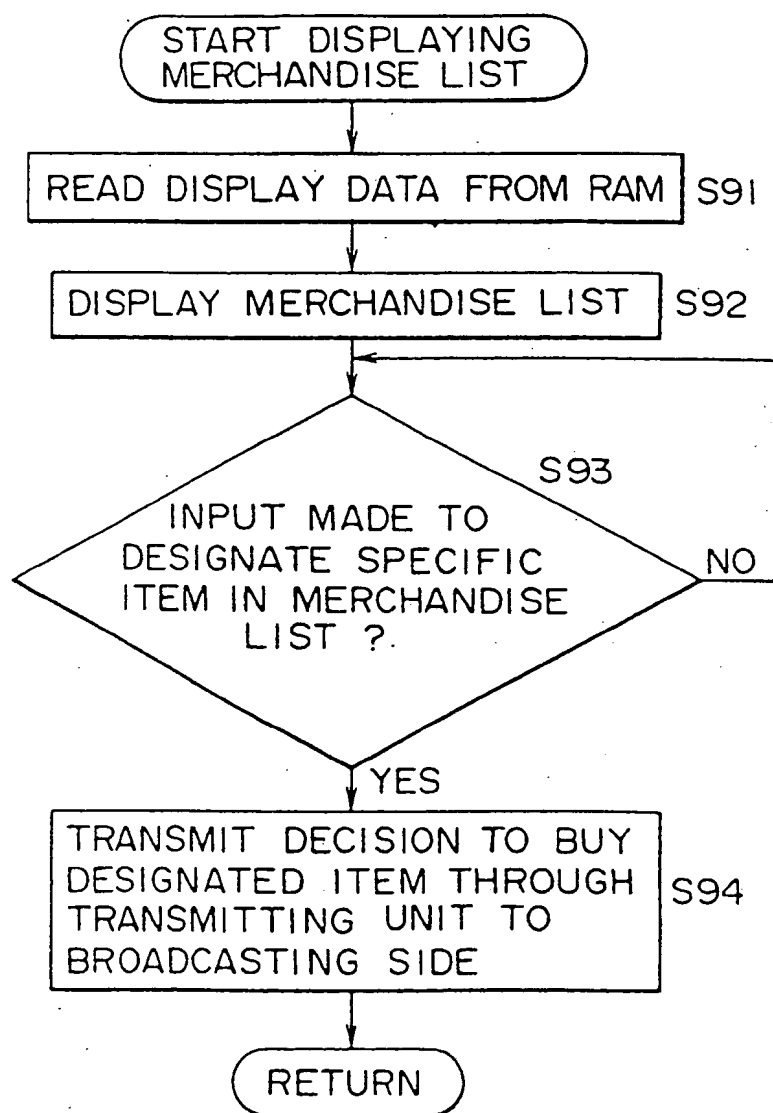 START DISPLAYING
MERCHANDISE LIST
READ DISPLAY DATA FROM RAM
S91
DISPLAY MERCHANDISE LIST
S92
S93
INPUT MADE TO
DESIGNATE SPECIFIC
ITEM IN MERCHANDISE
LIST ?
NO
YES
TRANSMIT DECISION TO BUY
DESIGNATED ITEM THROUGH
TRANSMITTING UNIT TO
BROADCASTING SIDE
S94
RETURN